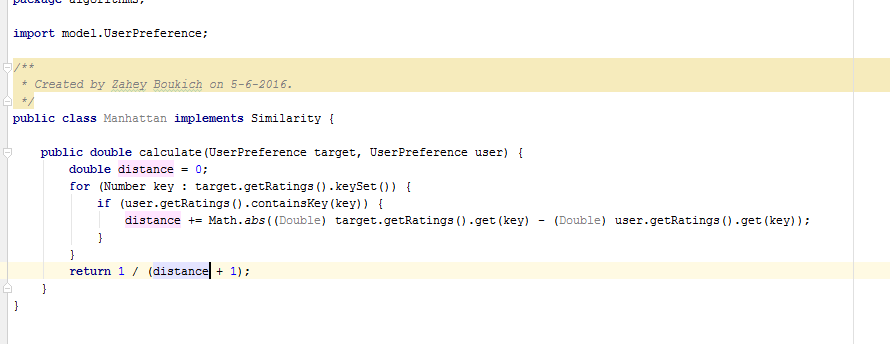 package algorithms;
import model.UserPreference;
/**
* Created by Zahey Boukich on 5-6-2016.
*/
public class Manhattan implements Similarity {
public double calculate(UserPreference target, UserPreference user) {
double distance = 0;
for (Number key : target.getRatings().keySet()) {
if (user.getRatings().containsKey(key)) {
distance += Math.abs((Double) target.getRatings().get(key) - (Double) user.getRatings().get(key));
}
}
return 1 / (distance + 1);
}
}